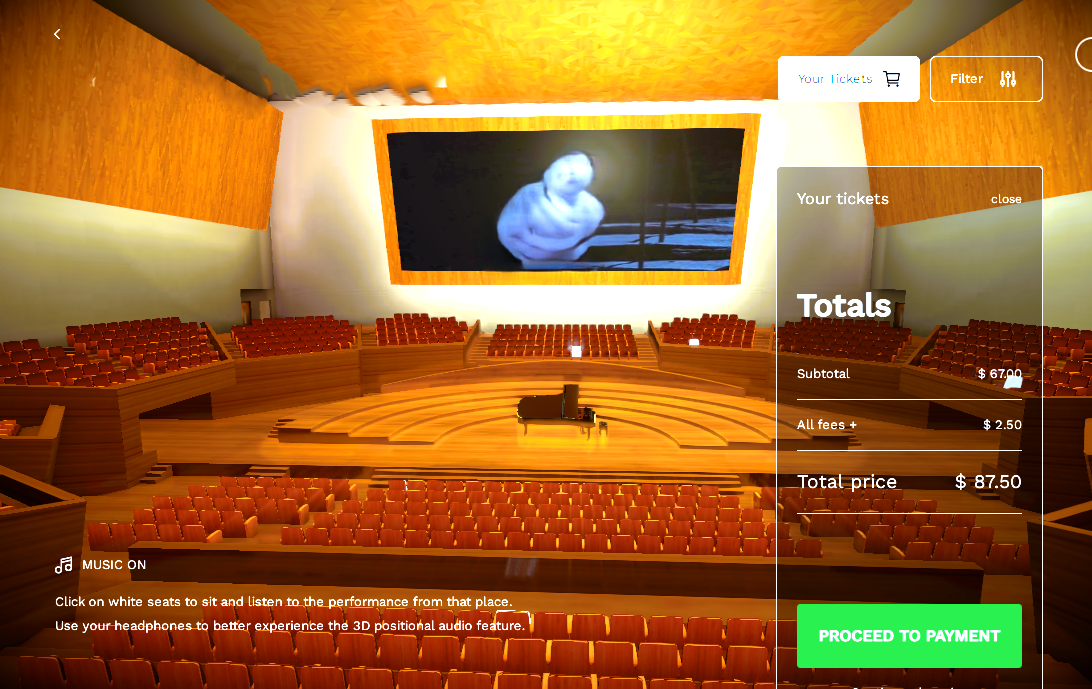 Your Tickets
Filter
Your tickets
close
Totals
Subtotal
$ 67.00
All fees +
$ 2.50
Total price
$ 87.50
MUSIC ON
Click on white seats to sit and listen to the performance from that place.
Use your headphones to better experience the 3D positional audio feature.
PROCEED TO PAYMENT